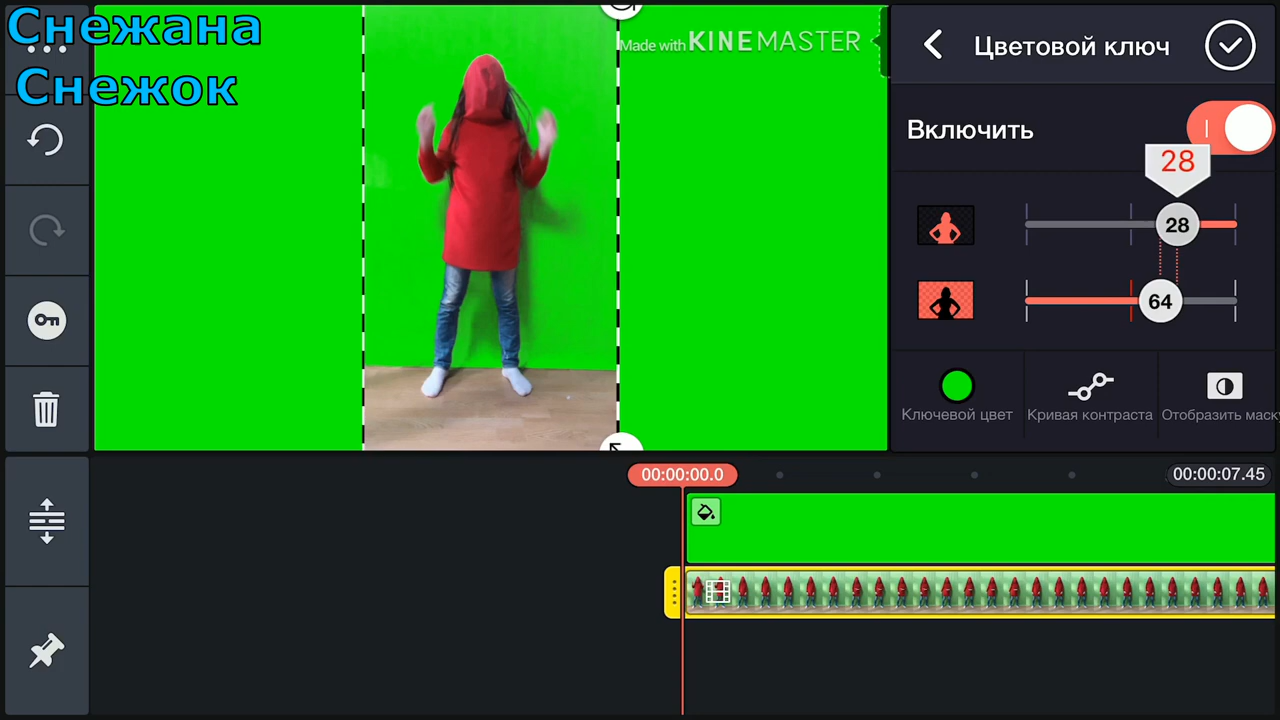 Снежана
Снежок
Made with KINEMASTER
Цветовой ключ
Включить
28
28
64
Ключевой цвет
Кривая контраста
Отобразить маск
00:00:00.0
00:00:07.45